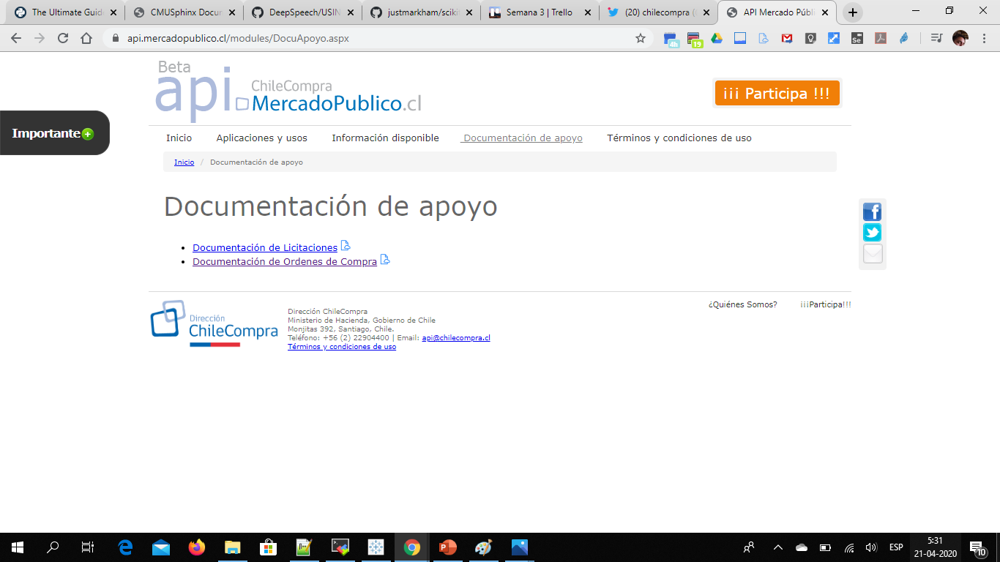 The Ultimate Guid
CMUSphinx Docun
DeepSpeech/USIN
justmarkham/sciki
Semana 3 | Trello
(20) chilecompra (
API Mercado Públi
api.mercadopublico.cl/modules/DocuApoyo.aspx
4h
19
Se
Beta
api
ChileCompra
MercadoPublico.cl
¡¡¡ Participa !!!
Importante
Inicio Aplicaciones y usos Información disponible Documentación de apoyo Términos y condiciones de uso
Inicio / Documentación de apoyo
Documentación de apoyo
Documentación de Licitaciones
Documentación de Ordenes de Compra
Dirección
ChileCompra
Dirección ChileCompra
Ministerio de Hacienda, Gobierno de Chile
Monjitas 392, Santiago, Chile.
Teléfono: +56 (2) 22904400 | Email: api@chilecompra.cl
Términos y condiciones de uso
¿Quiénes Somos? ¡¡¡Participa!!!
ESP
5:31
21-04-2020
10